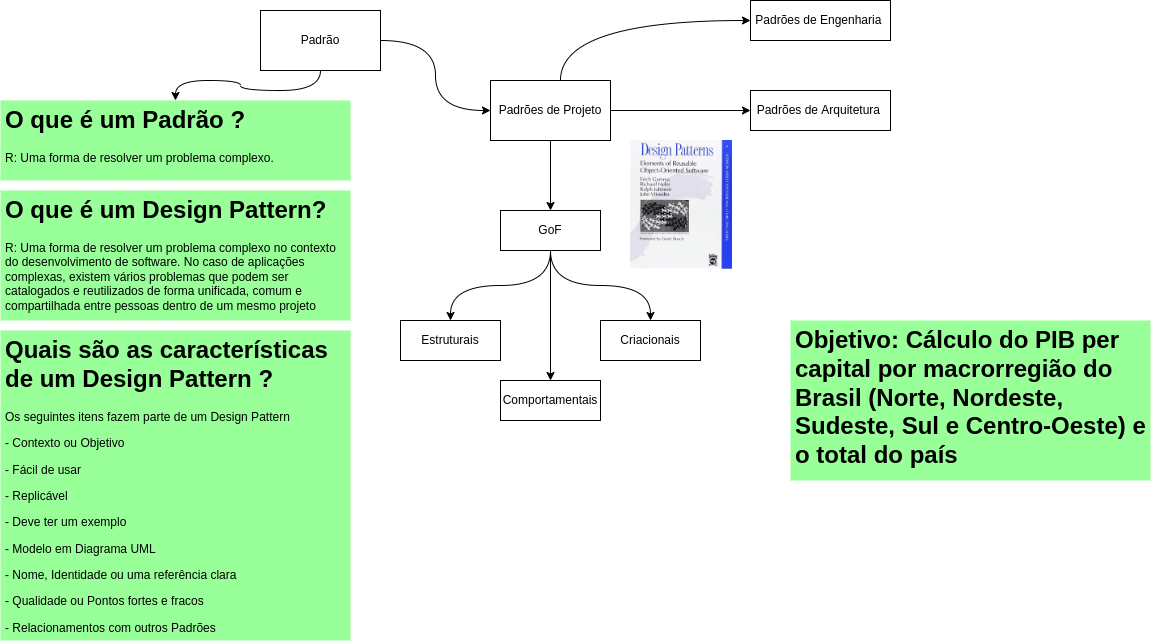 Padrão
Padrões de Engenharia
Padrões de Projeto
Padrões de Arquitetura
O que é um Padrão ?
R: Uma forma de resolver um problema complexo.
O que é um Design Pattern?
R: Uma forma de resolver um problema complexo no contexto
do desenvolvimento de software. No caso de aplicações
complexas, existem vários problemas que podem ser
catalogados e reutilizados de forma unificada, comum e
compartilhada entre pessoas dentro de um mesmo projeto
Quais são as características
de um Design Pattern ?
Os seguintes itens fazem parte de um Design Pattern
- Contexto ou Objetivo
- Fácil de usar
- Replicável
- Deve ter um exemplo
- Modelo em Diagrama UML
- Nome, Identidade ou uma referência clara
- Qualidade ou Pontos fortes e fracos
- Relacionamentos com outros Padrões
Design Patterns
Elements of Reusable
Object-Oriented Software
Erich Gamma
Richard Helm
Ralph Johnson
John Vlissides
Foreword by Grady Booch
GoF
Estruturais
Criacionais
Comportamentais
Objetivo: Cálculo do PIB per
capital por macrorregião do
Brasil (Norte, Nordeste,
Sudeste, Sul e Centro-Oeste) e
o total do país